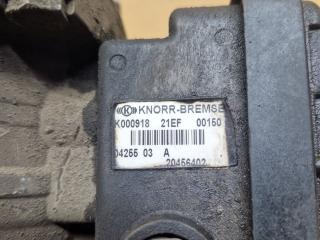 KNORR-BREMSE
K000918 21EF 00150
04255 03 A
20456402